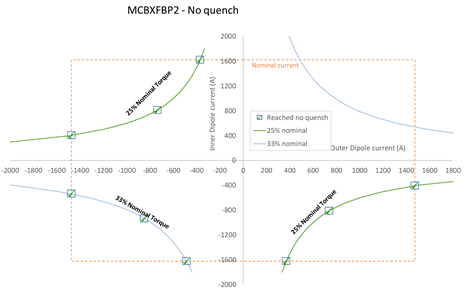 MCBXFBP2 - No quench
2000
1600
1200
800
400
0
-400
-800
-1200
-1600
-2000
Inner Dipole current (A)
Nominal current
25% Nominal Torque
Reached no quench
25% nominal
33% nominal
Outer Dipole current (A)
-2000 -1800 -1600 -1400 -1200 -1000 -800 -600 -400 -200 0 200 400 600 800 1000 1200 1400 1600 1800
33% Nominal Torque
25% Nominal Torque